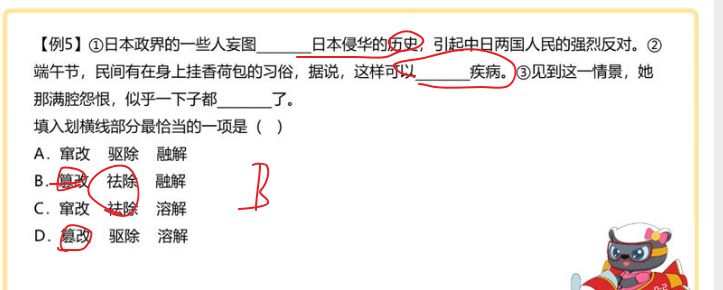 【例5】①日本政界的一些人妄图______日本侵华的历史，引起中日两国人民的强烈反对。②
端午节，民间有在身上挂香荷包的习俗，据说，这样可以______疾病。③见到这一情景，她
那满腔怨恨，似乎一下子都______了。
填入划横线部分最恰当的一项是（ ）
A．窜改 驱除 融解
B．篡改 祛除 融解
C．窜改 祛除 溶解
D．篡改 驱除 溶解
B